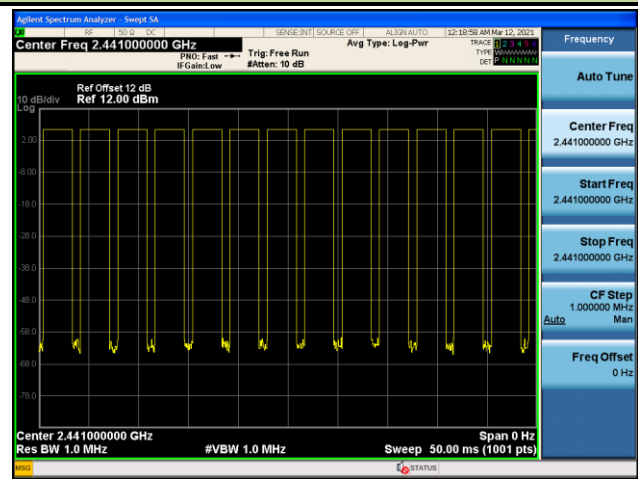 Agilent Spectrum Analyzer - Swept SA
RF 50 Ω DC SENSE:INT SOURCE OFF ALIGN AUTO 12:18:58 AM Mar 12, 2021
Center Freq 2.441000000 GHz Avg Type: Log-Pwr TRACE 1 2 3 4 5 6
PNO: Fast Trig: Free Run TYPE
IFGain:Low #Atten: 10 dB DET P N N N N N
Ref Offset 12 dB
10 dB/div Ref 12.00 dBm
Log
2.00
-8.00
-18.0
-28.0
-38.0
-48.0
-58.0
-68.0
-78.0
Center 2.441000000 GHz Span 0 Hz
Res BW 1.0 MHz #VBW 1.0 MHz Sweep 50.00 ms (1001 pts)
MSG STATUS
Frequency
Auto Tune
Center Freq
2.441000000 GHz
Start Freq
2.441000000 GHz
Stop Freq
2.441000000 GHz
CF Step
1.000000 MHz
Auto Man
Freq Offset
0 Hz